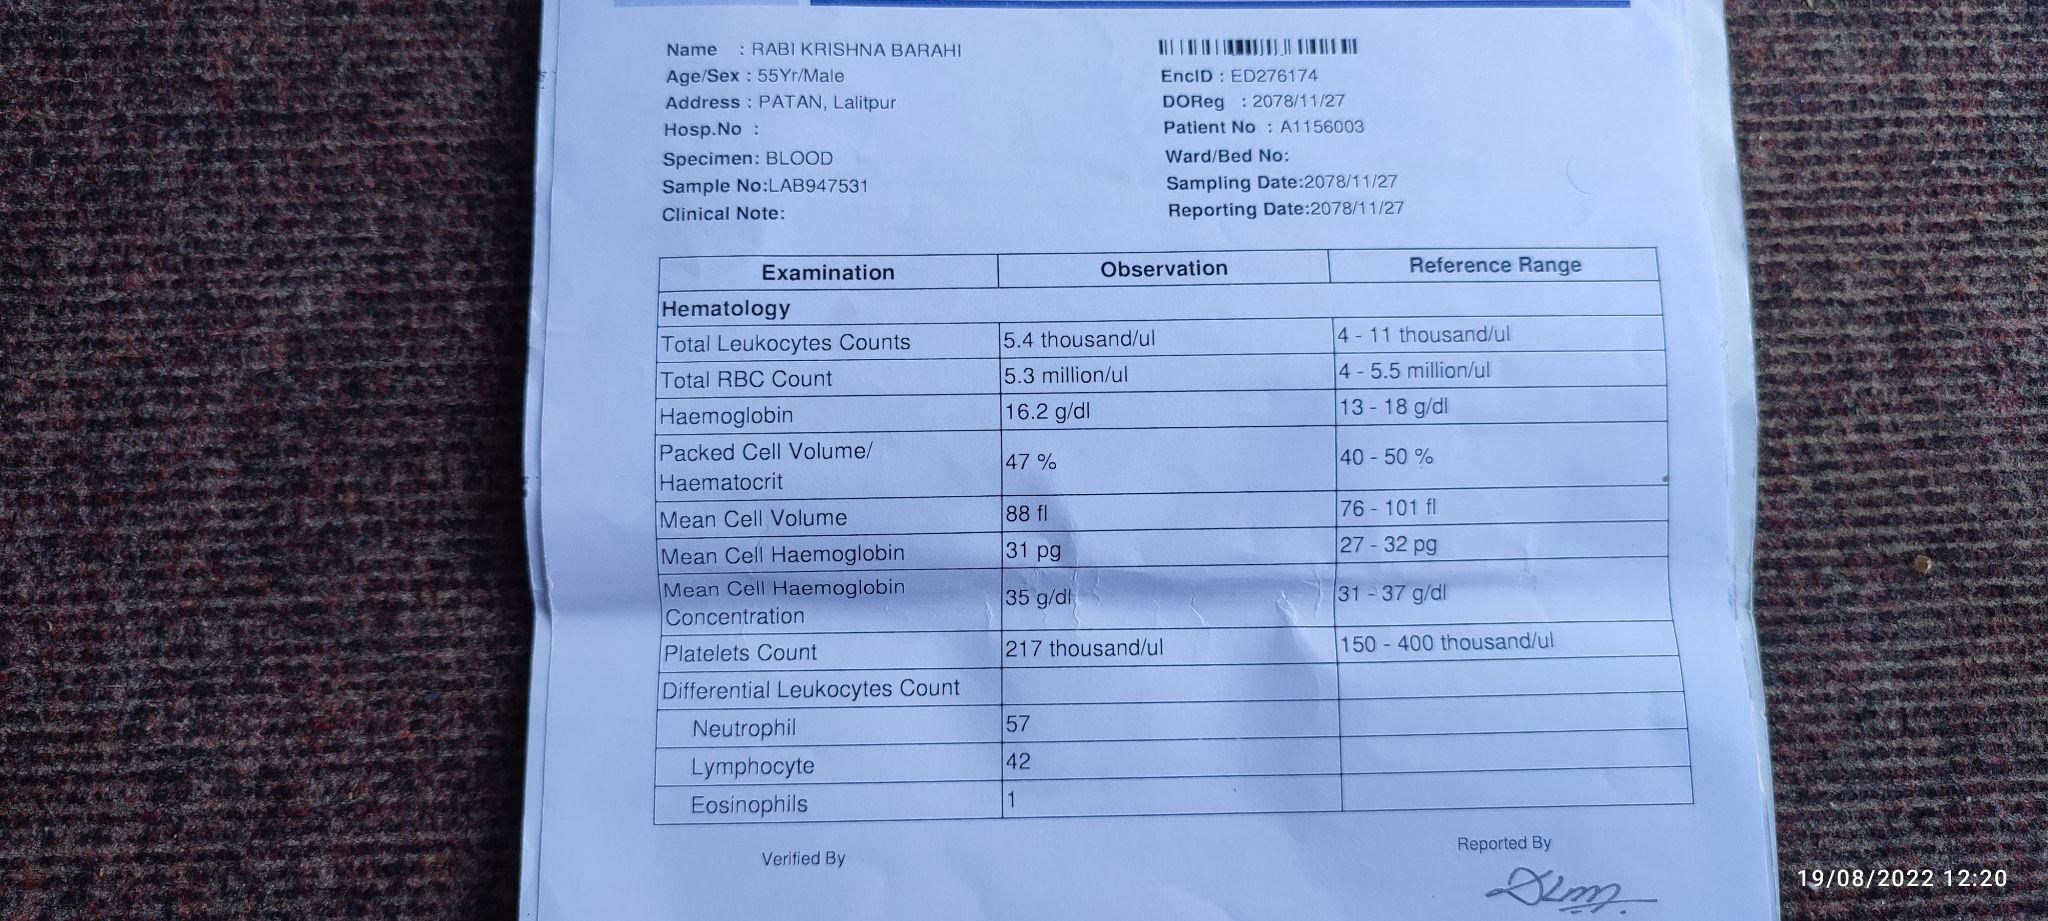 Name : RABI KRISHNA BARAHI
Age/Sex : 55Yr/Male
Address : PATAN, Lalitpur
Hosp.No :
Specimen: BLOOD
Sample No:LAB947531
Clinical Note:
EncID : ED276174
DOReg : 2078/11/27
Patient No : A1156003
Ward/Bed No:
Sampling Date:2078/11/27
Reporting Date:2078/11/27
Examination Observation Reference Range
Hematology
Total Leukocytes Counts 5.4 thousand/ul 4 - 11 thousand/ul
Total RBC Count 5.3 million/ul 4 - 5.5 million/ul
Haemoglobin 16.2 g/dl 13 - 18 g/dl
Packed Cell Volume/
Haematocrit 47 % 40 - 50 %
Mean Cell Volume 88 fl 76 - 101 fl
Mean Cell Haemoglobin 31 pg 27 - 32 pg
Mean Cell Haemoglobin
Concentration 35 g/dl 31 - 37 g/dl
Platelets Count 217 thousand/ul 150 - 400 thousand/ul
Differential Leukocytes Count
Neutrophil 57
Lymphocyte 42
Eosinophils 1
Verified By
Reported By
19/08/2022 12:20